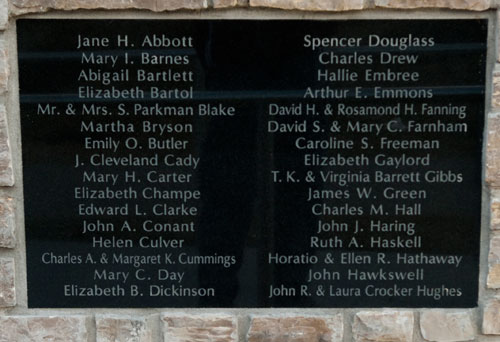 Jane H. Abbott
Mary I. Barnes
Abigail Bartlett
Elizabeth Bartol
Mr. & Mrs. S. Parkman Blake
Martha Bryson
Emily O. Butler
J. Cleveland Cady
Mary H. Carter
Elizabeth Champe
Edward L. Clarke
John A. Conant
Helen Culver
Charles A. & Margaret K. Cummings
Mary C. Day
Elizabeth B. Dickinson
Spencer Douglass
Charles Drew
Hallie Embree
Arthur E. Emmons
David H. & Rosamond H. Fanning
David S. & Mary C. Farnham
Caroline S. Freeman
Elizabeth Gaylord
T. K. & Virginia Barrett Gibbs
James W. Green
Charles M. Hall
John J. Haring
Ruth A. Haskell
Horatio & Ellen R. Hathaway
John Hawkswell
John R. & Laura Crocker Hughes